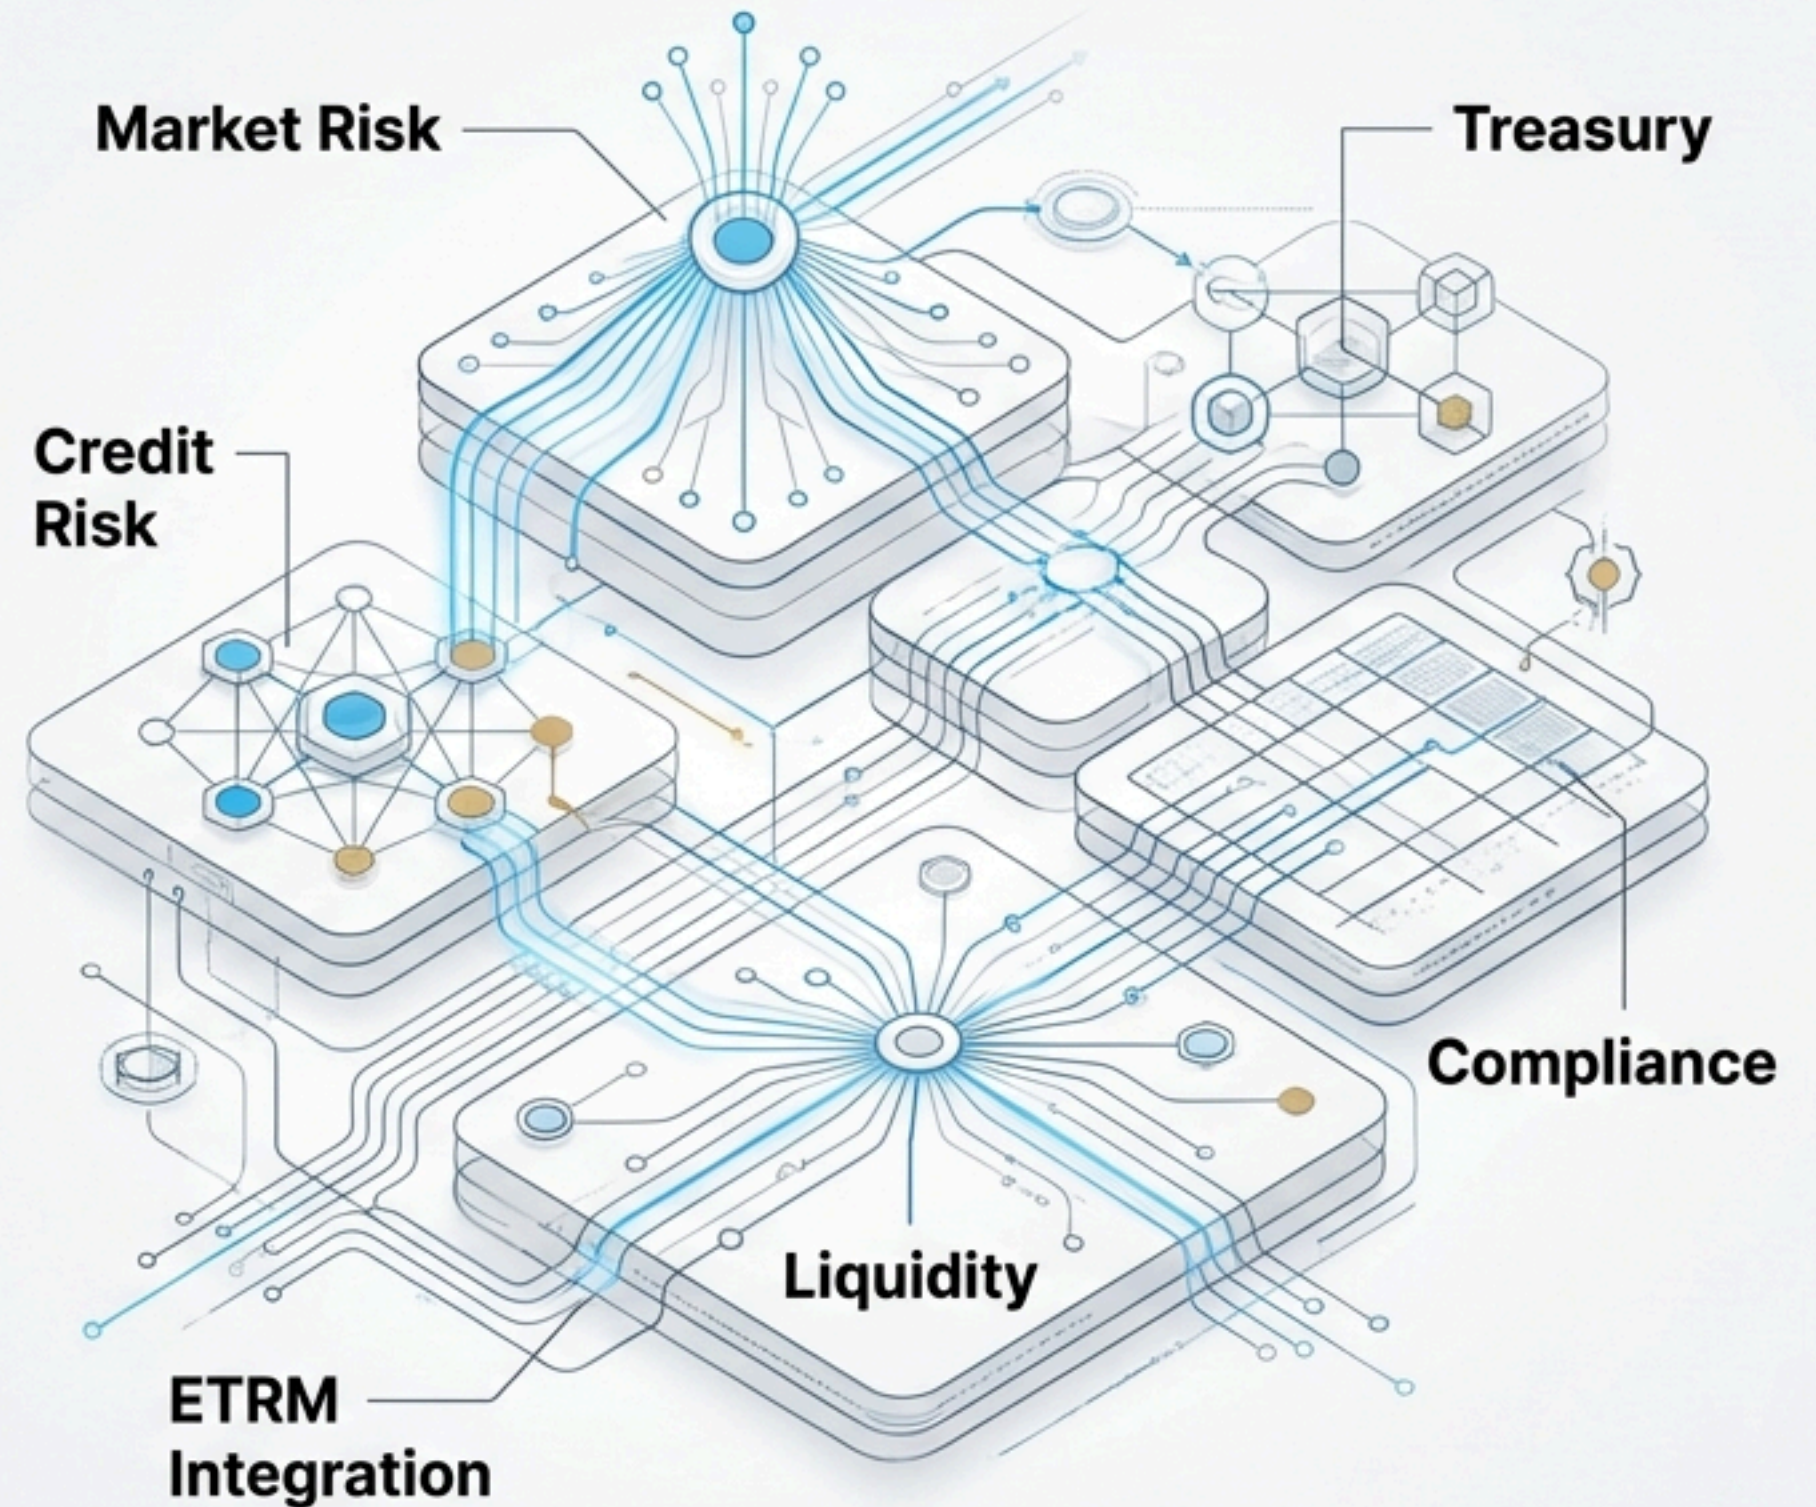 Market Risk
Treasury
Credit
Risk
Compliance
Liquidity
ETRM
Integration